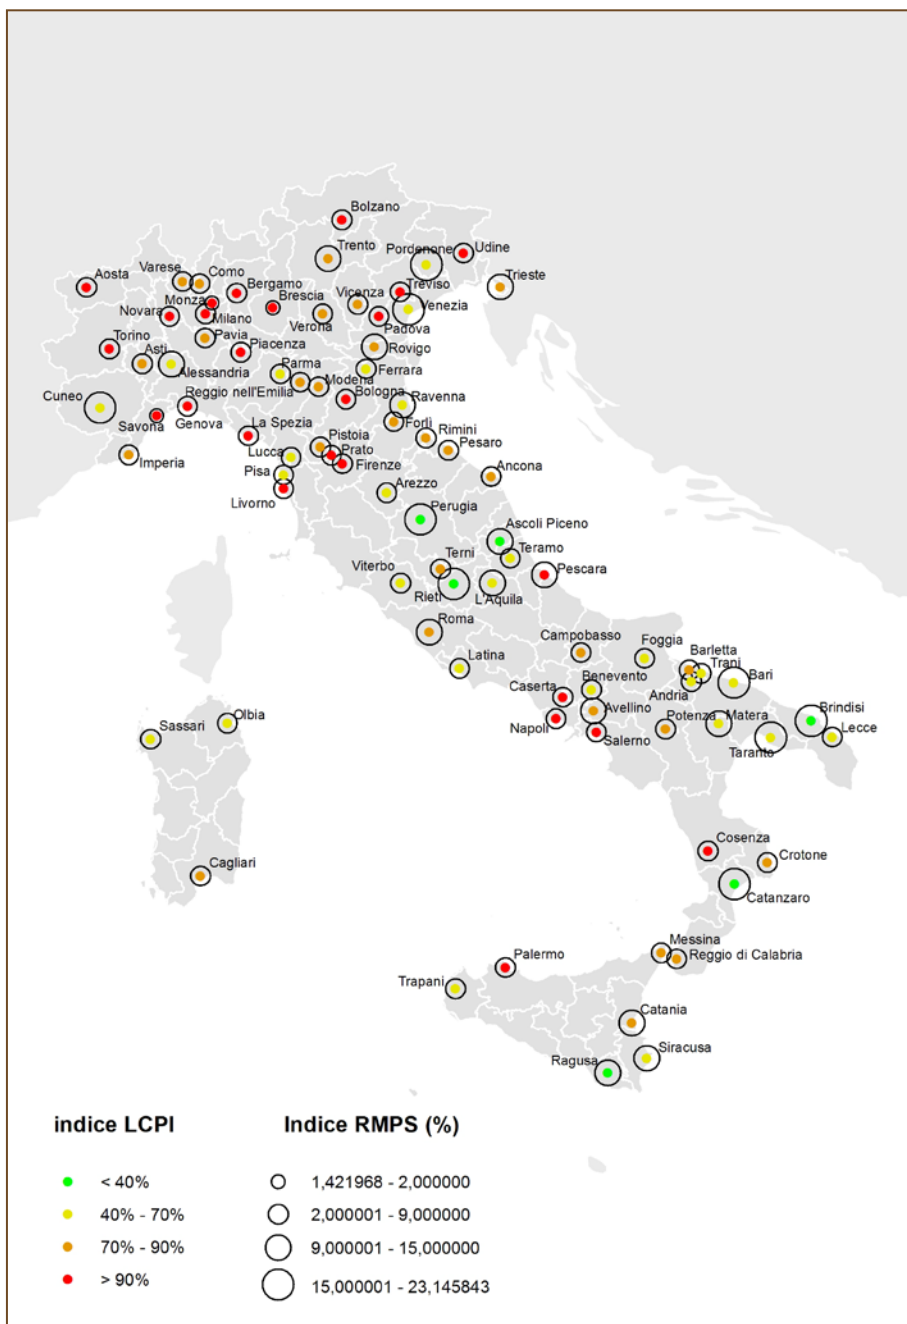 Bolzano
Trento
Pordenone
Udine
Aosta
Varese
Como
Bergamo
Treviso
Trieste
Monza
Brescia
Vicenza
Venezia
Novara
Milano
Verona
Padova
Torino
Pavia
Piacenza
Rovigo
Asti
Parma
Ferrara
Alessandria
Modena
Cuneo
Reggio nell'Emilia
Bologna
Ravenna
Savona
Genova
La Spezia
Pistoia
Forlì
Rimini
Imperia
Lucca
Prato
Pesaro
Pisa
Firenze
Ancona
Livorno
Arezzo
Perugia
Ascoli Piceno
Viterbo
Terni
Teramo
Pescara
Rieti
L'Aquila
Roma
Campobasso
Foggia
Barletta
Latina
Trani
Benevento
Bari
Caserta
Andria
Avellino
Brindisi
Olbia
Sassari
Napoli
Potenza
Matera
Lecce
Salerno
Taranto
Cosenza
Crotone
Cagliari
Catanzaro
Messina
Palermo
Reggio di Calabria
Trapani
Catania
Siracusa
Ragusa
indice LCPI
< 40%
40% - 70%
70% - 90%
> 90%
Indice RMPS (%)
1,421968 - 2,000000
2,000001 - 9,000000
9,000001 - 15,000000
15,000001 - 23,145843